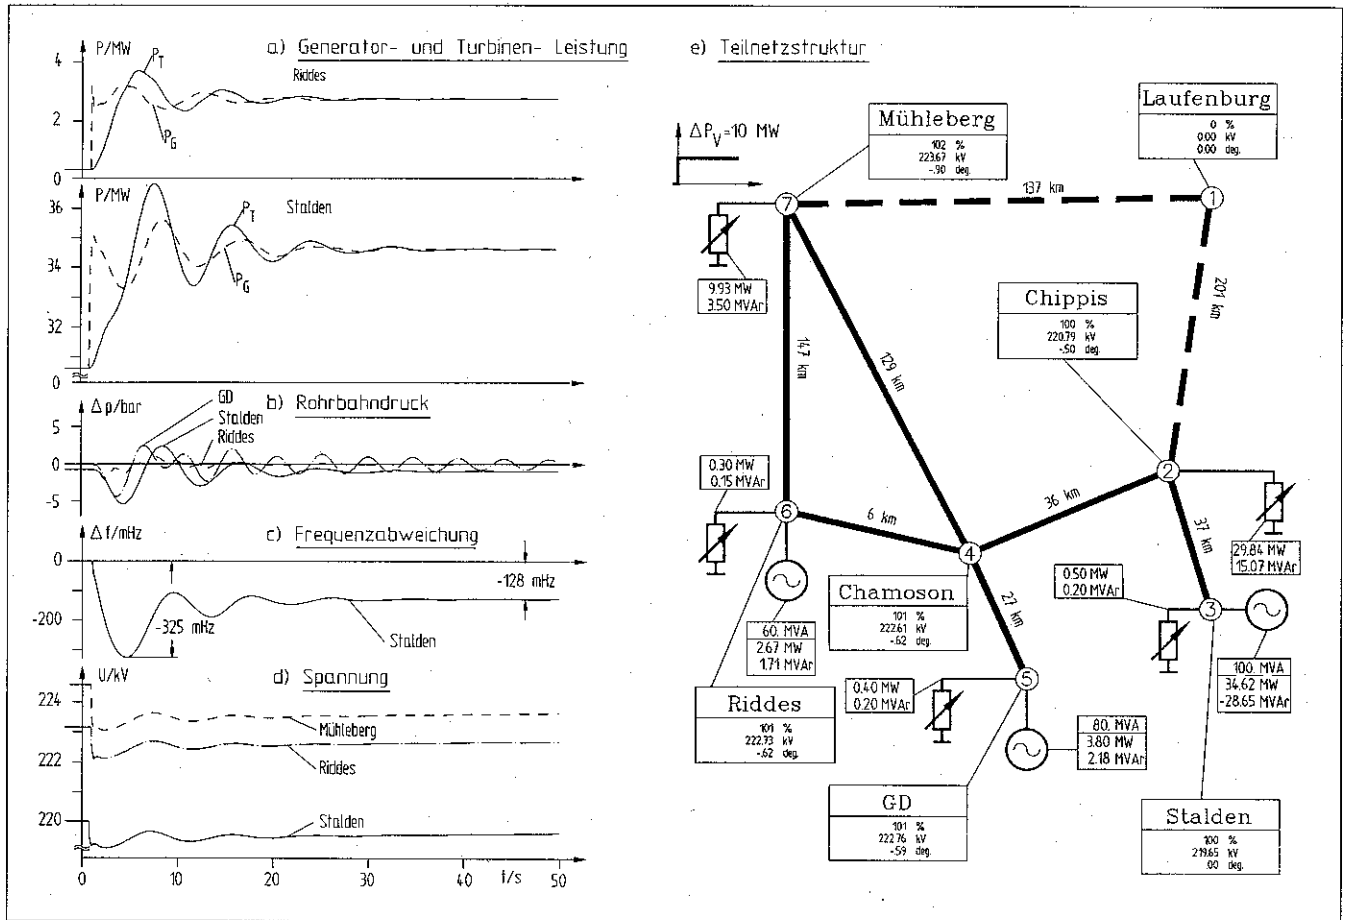 a) Generator- und Turbinen- Leistung
P/MW
4
2
0
P_T
Riddes
P_G
P/MW
36
34
32
0
P_T
Stalden
P_G
b) Rohrbahndruck
Δp/bar
5
0
-5
GD
Stalden
Riddes
c) Frequenzabweichung
Δf/mHz
0
-200
-325 mHz
-128 mHz
Stalden
d) Spannung
U/kV
224
222
220
Mühleberg
Riddes
Stalden
0
10
20
30
40
t/s
50
e) Teilnetzstruktur
ΔP_V=10 MW
Mühleberg
102 %
223.67 kV
-.90 deg.
Laufenburg
0 %
0.00 kV
0.00 deg.
7
137 km
1
9.93 MW
3.50 MVAr
147 km
129 km
201 km
Chippis
100 %
220.79 kV
-.50 deg.
2
36 km
37 km
29.84 MW
15.07 MVAr
0.30 MW
0.15 MVAr
6
6 km
4
60. MVA
2.67 MW
1.71 MVAr
Chamoson
101 %
222.61 kV
-.62 deg.
27 km
0.50 MW
0.20 MVAr
3
100. MVA
34.62 MW
-28.65 MVAr
Riddes
101 %
222.73 kV
-.62 deg.
0.40 MW
0.20 MVAr
5
80. MVA
3.80 MW
2.18 MVAr
GD
101 %
222.76 kV
-.59 deg.
Stalden
100 %
219.65 kV
.00 deg.